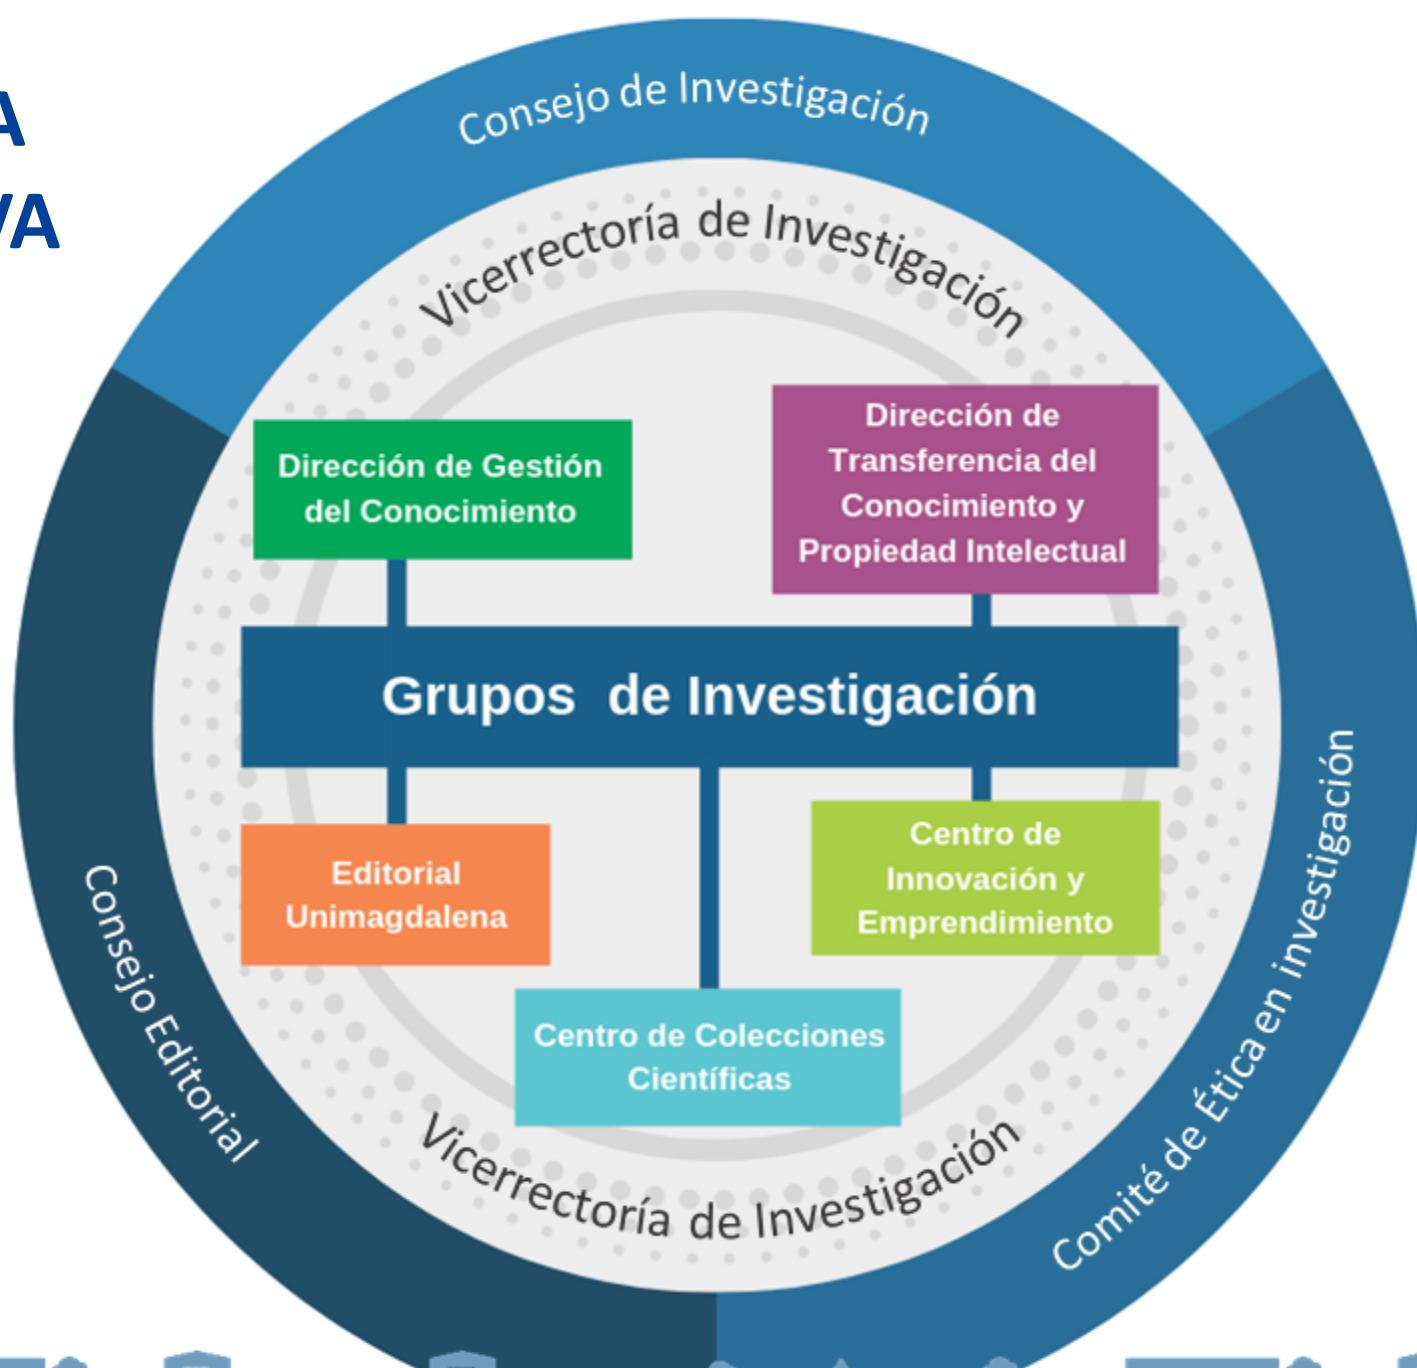 A
VA
Consejo de Investigación
Vicerrectoría de Investigación
Dirección de Gestión
del Conocimiento
Dirección de
Transferencia del
Conocimiento y
Propiedad Intelectual
Grupos de Investigación
Editorial
Unimagdalena
Centro de
Innovación y
Emprendimiento
Centro de Colecciones
Científicas
Consejo Editorial
Comité de Ética en investigación
Vicerrectoría de Investigación